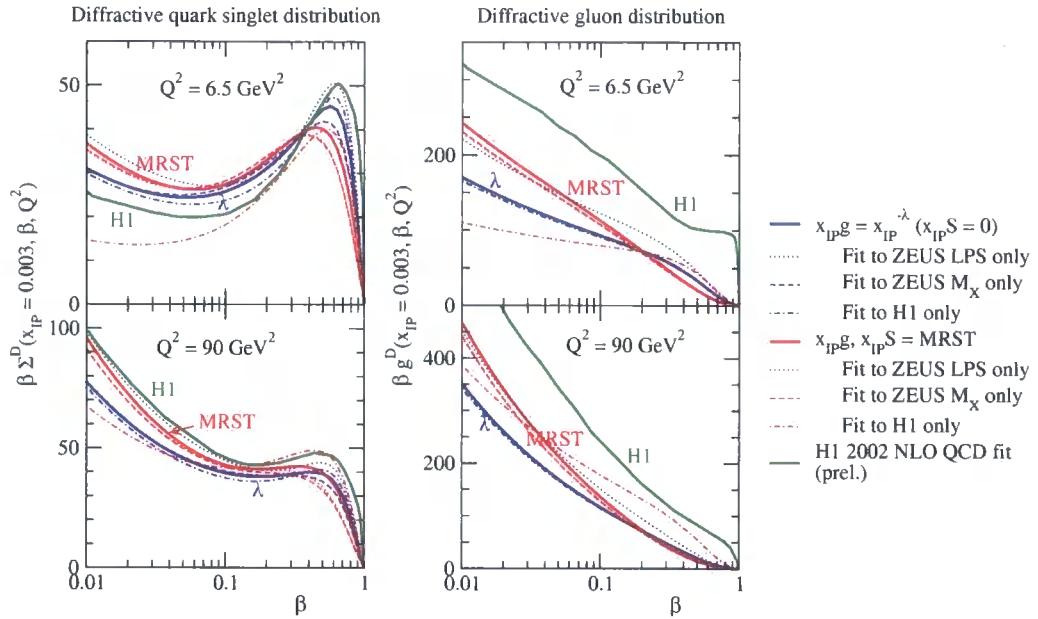 Diffractive quark singlet distribution
Diffractive gluon distribution
β Σ^D(x_IP = 0.003, β, Q²)
50
0
Q² = 6.5 GeV²
MRST
λ
H1
β g^D(x_IP = 0.003, β, Q²)
200
0
Q² = 6.5 GeV²
MRST
λ
H1
100
50
0
Q² = 90 GeV²
H1
MRST
λ
0.01
0.1
1
β
400
200
0
Q² = 90 GeV²
λ
MRST
H1
0.01
0.1
1
β
x_IP g = x_IP^-λ (x_IP S = 0)
Fit to ZEUS LPS only
Fit to ZEUS M_X only
Fit to H1 only
x_IP g, x_IP S = MRST
Fit to ZEUS LPS only
Fit to ZEUS M_X only
Fit to H1 only
H1 2002 NLO QCD fit
(prel.)